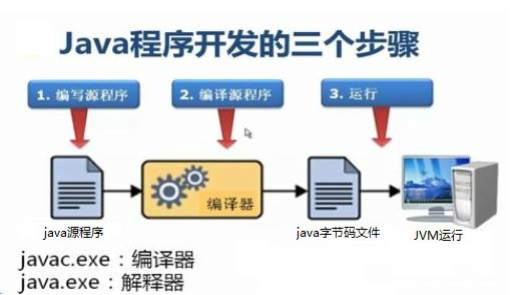 Java程序开发的三个步骤
1. 编写源程序
2. 编译源程序
3. 运行
编译器
java源程序
java字节码文件
JVM运行
javac.exe：编译器
java.exe：解释器